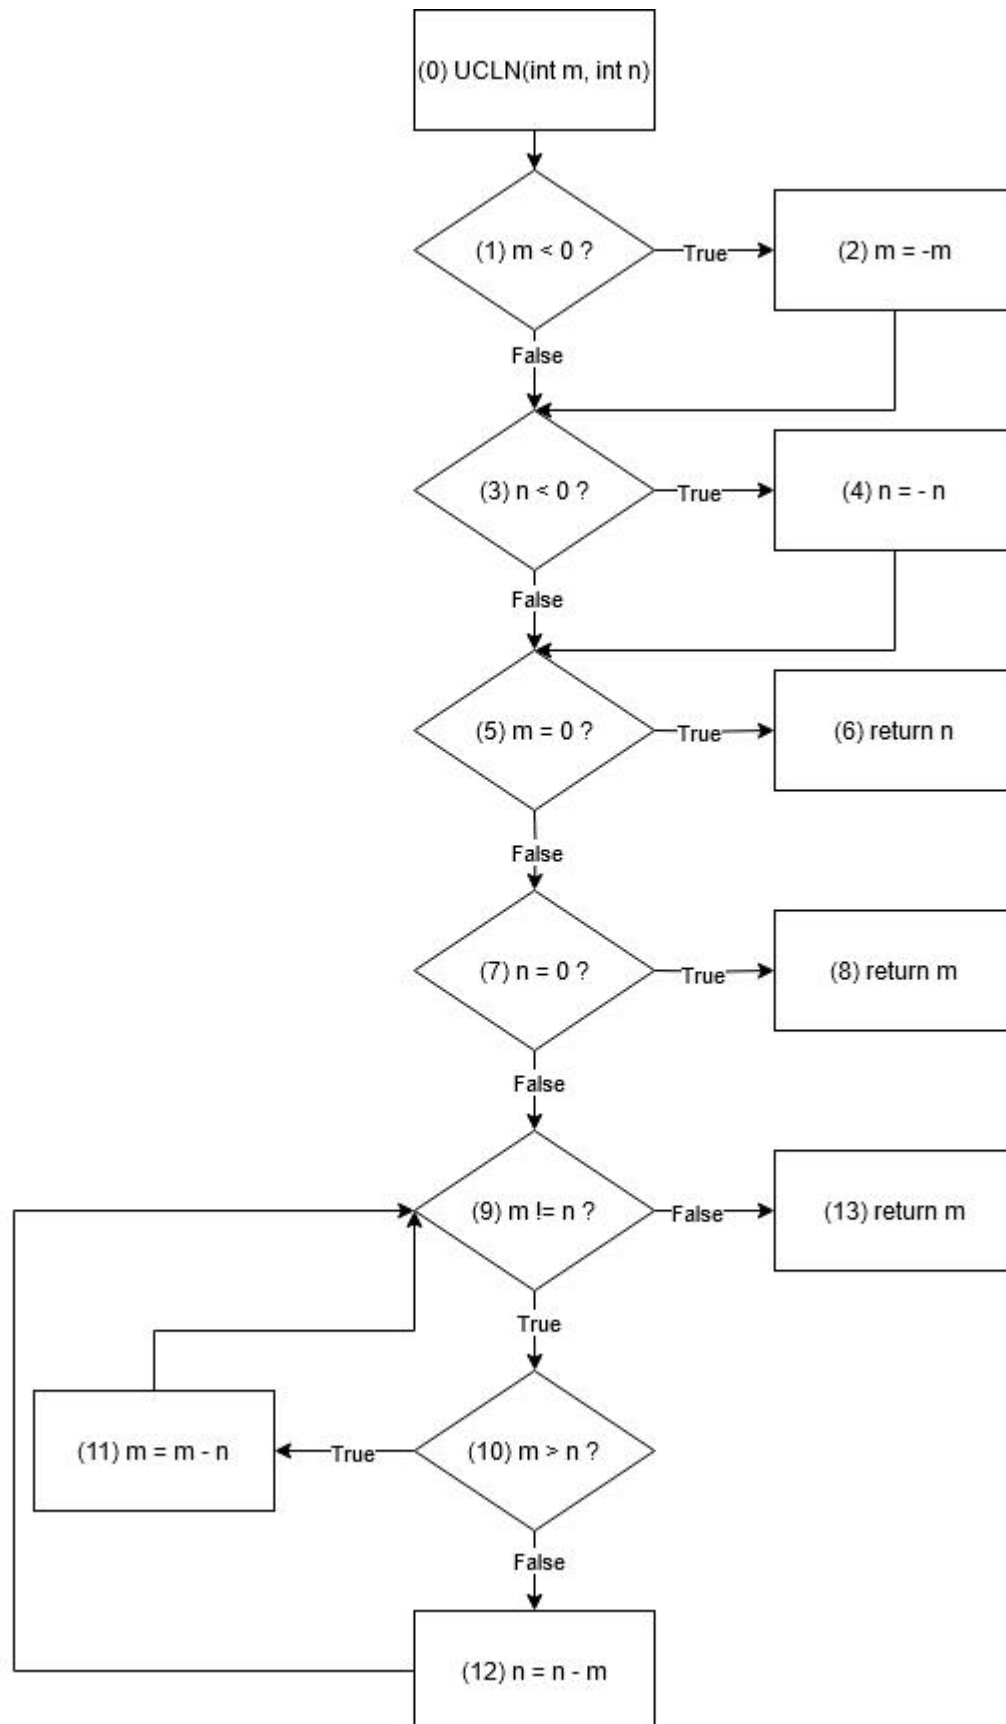 (0) UCLN(int m, int n)
(1) m < 0 ?
True
(2) m = -m
False
(3) n < 0 ?
True
(4) n = - n
False
(5) m = 0 ?
True
(6) return n
False
(7) n = 0 ?
True
(8) return m
False
(9) m != n ?
False
(13) return m
True
(11) m = m - n
True
(10) m > n ?
False
(12) n = n - m